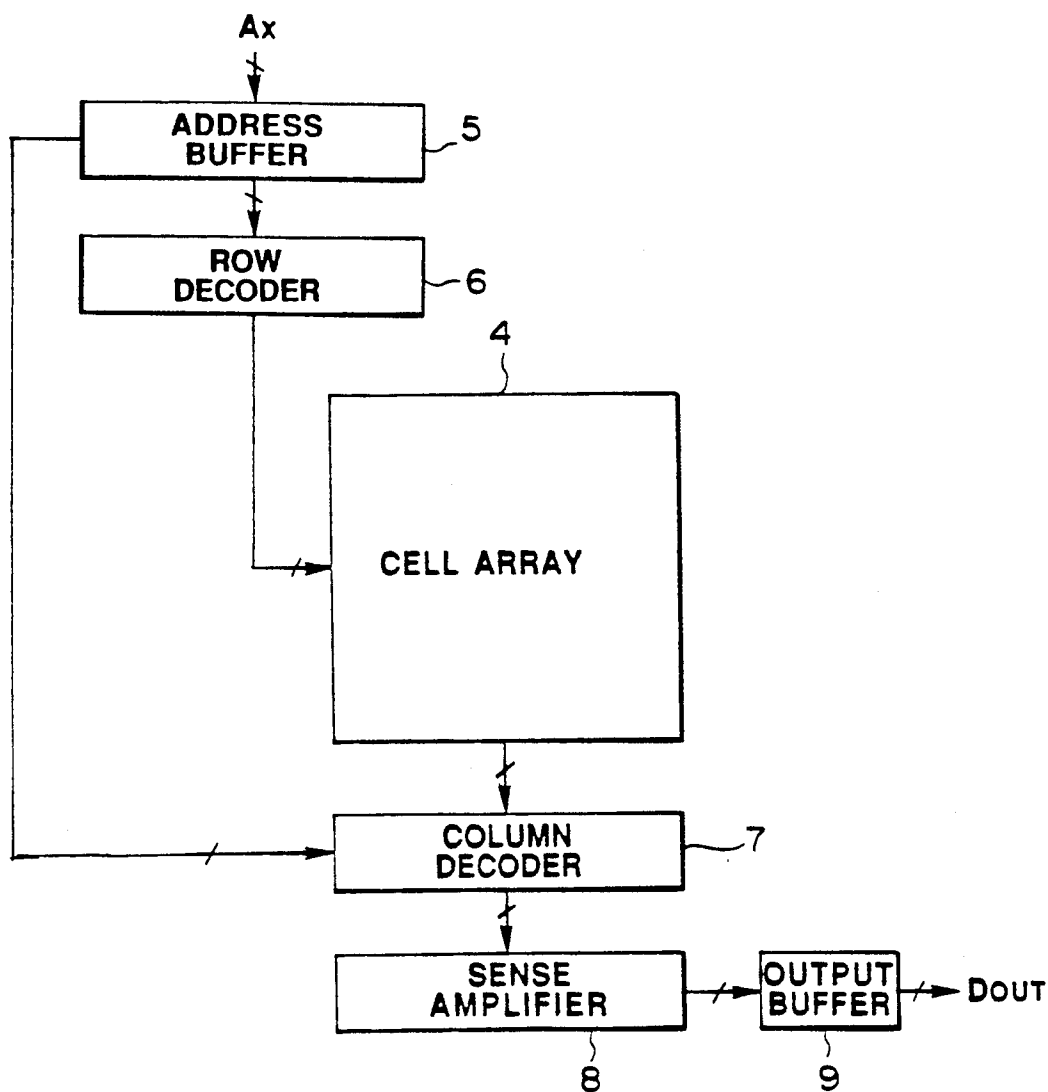 Ax
ADDRESS
BUFFER
5
ROW
DECODER
6
4
CELL ARRAY
COLUMN
DECODER
7
SENSE
AMPLIFIER
8
OUTPUT
BUFFER
9
DOUT